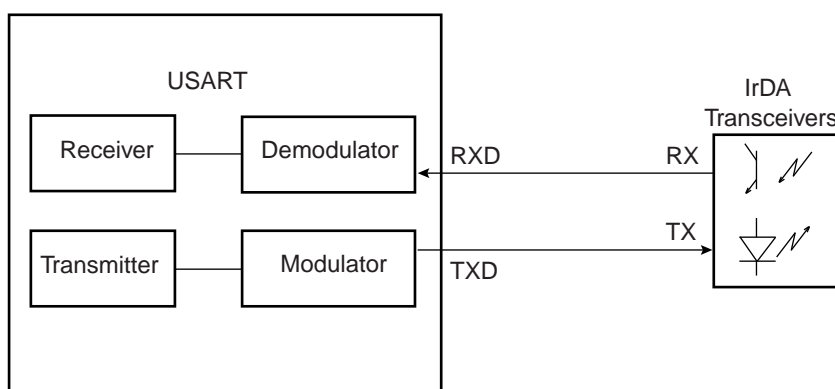 USART
IrDA
Transceivers
Receiver
Demodulator
RXD
RX
Transmitter
Modulator
TXD
TX